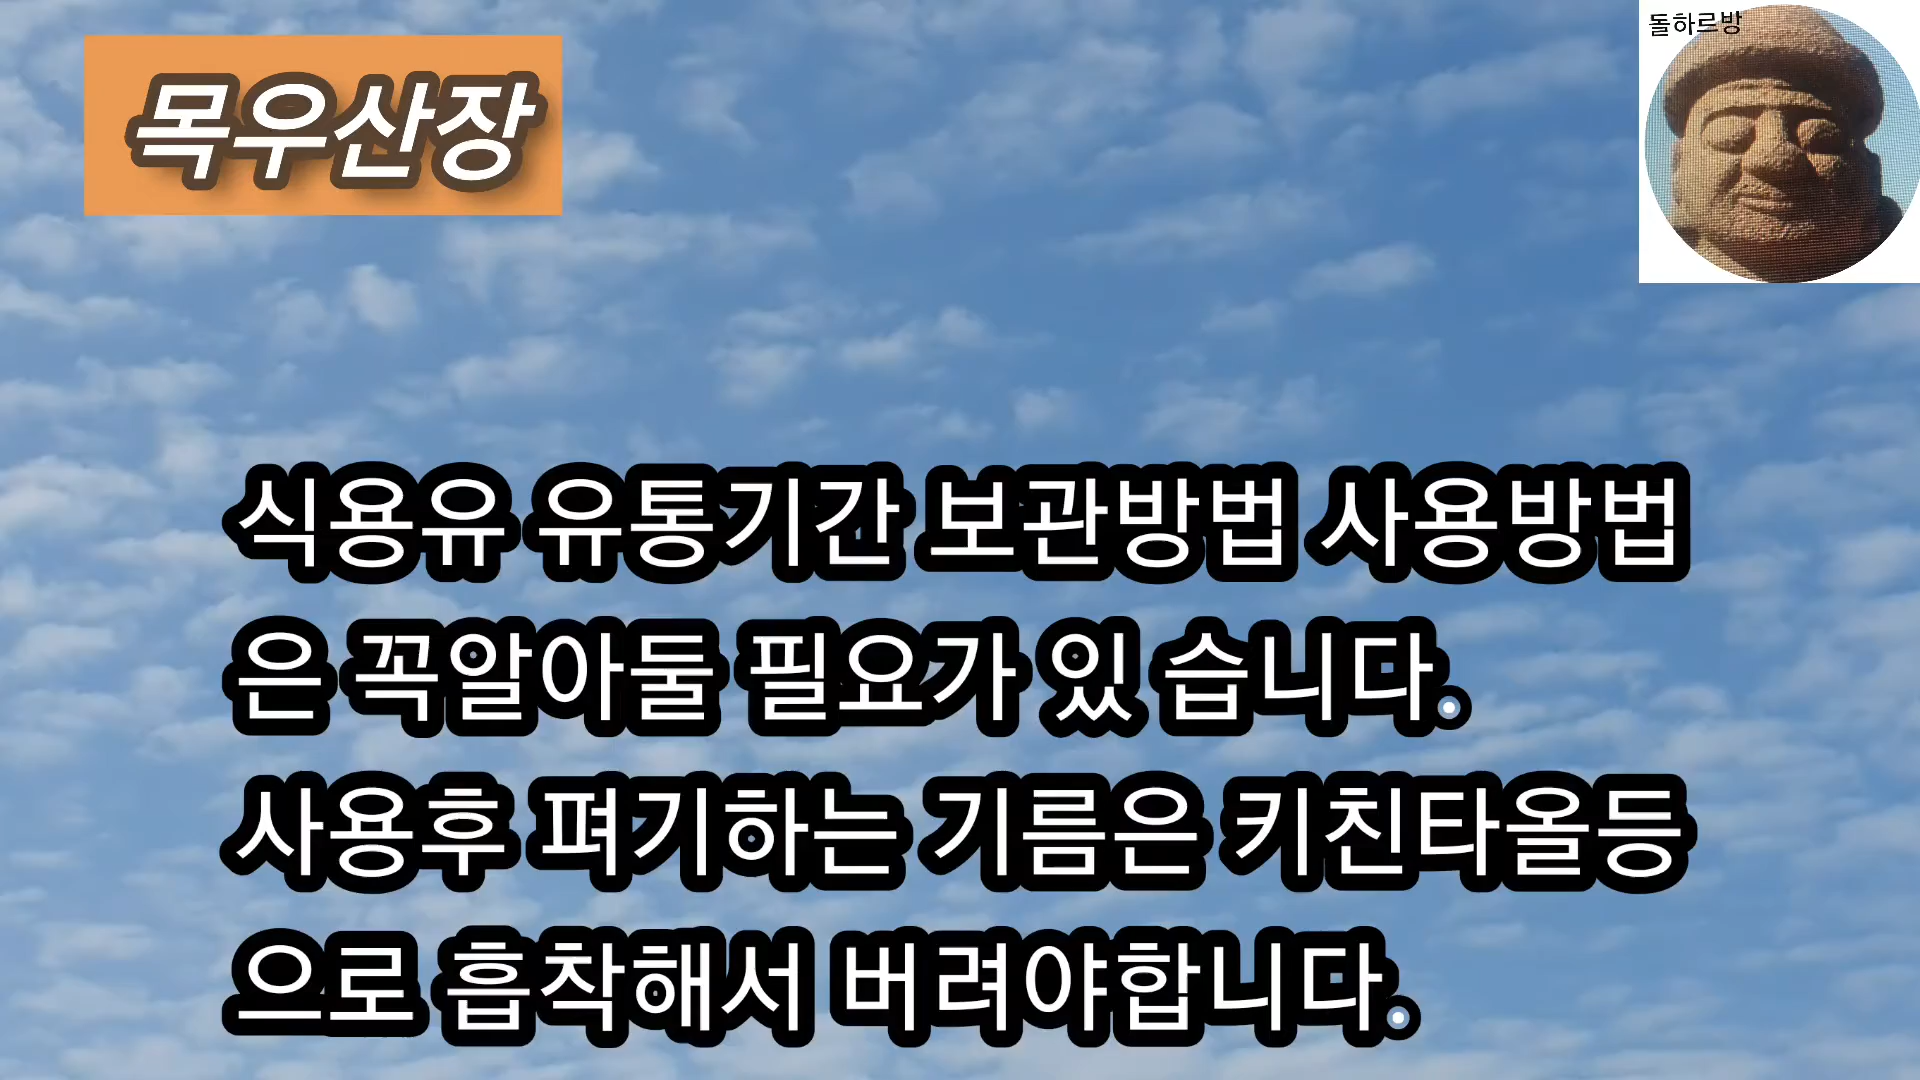 목우산장
돌하르방
식용유 유통기간 보관방법 사용방법
은 꼭알아둘 필요가 있 습니다.
사용후 펴기하는 기름은 키친타올등
으로 흡착해서 버려야합니다.